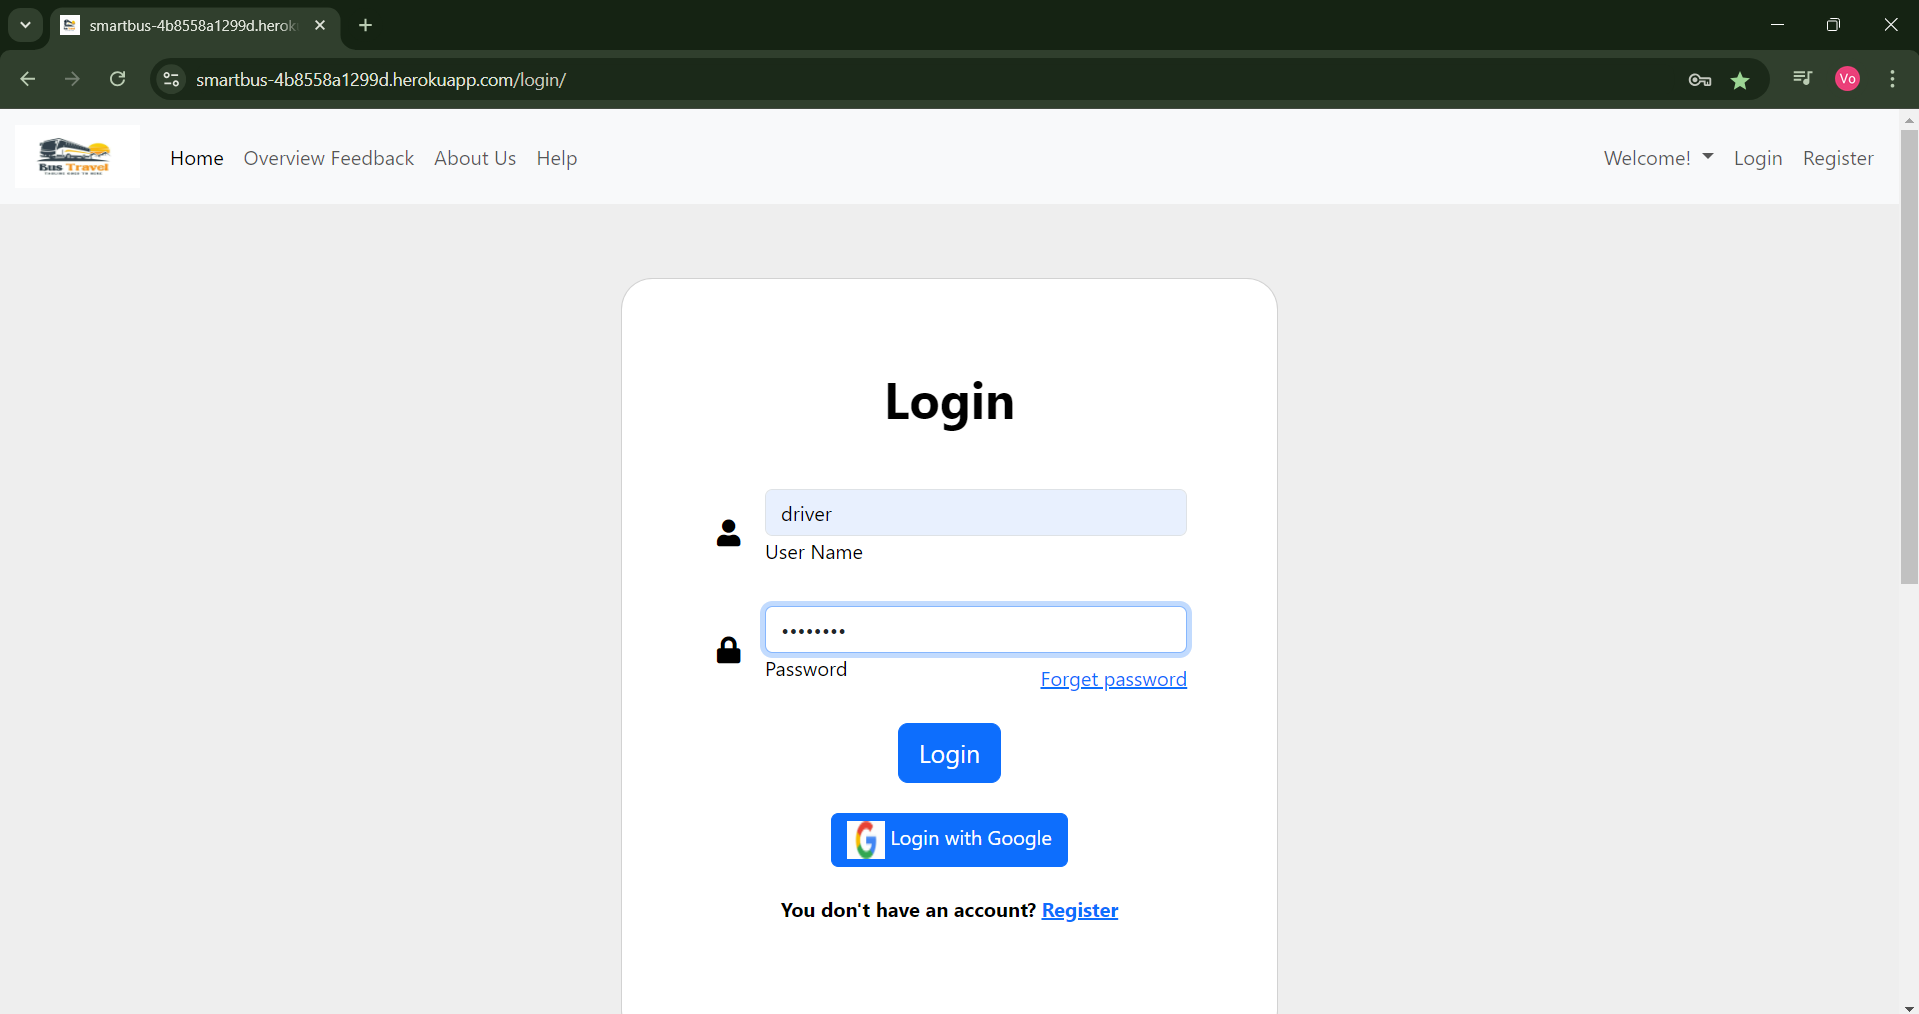 smartbus-4b8558a1299d.herok
smartbus-4b8558a1299d.herokuapp.com/login/
Vo
Bus Travel
Home Overview Feedback About Us Help
Welcome! Login Register
Login
driver
User Name
••••••••
Password
Forget password
Login
G Login with Google
You don't have an account? Register